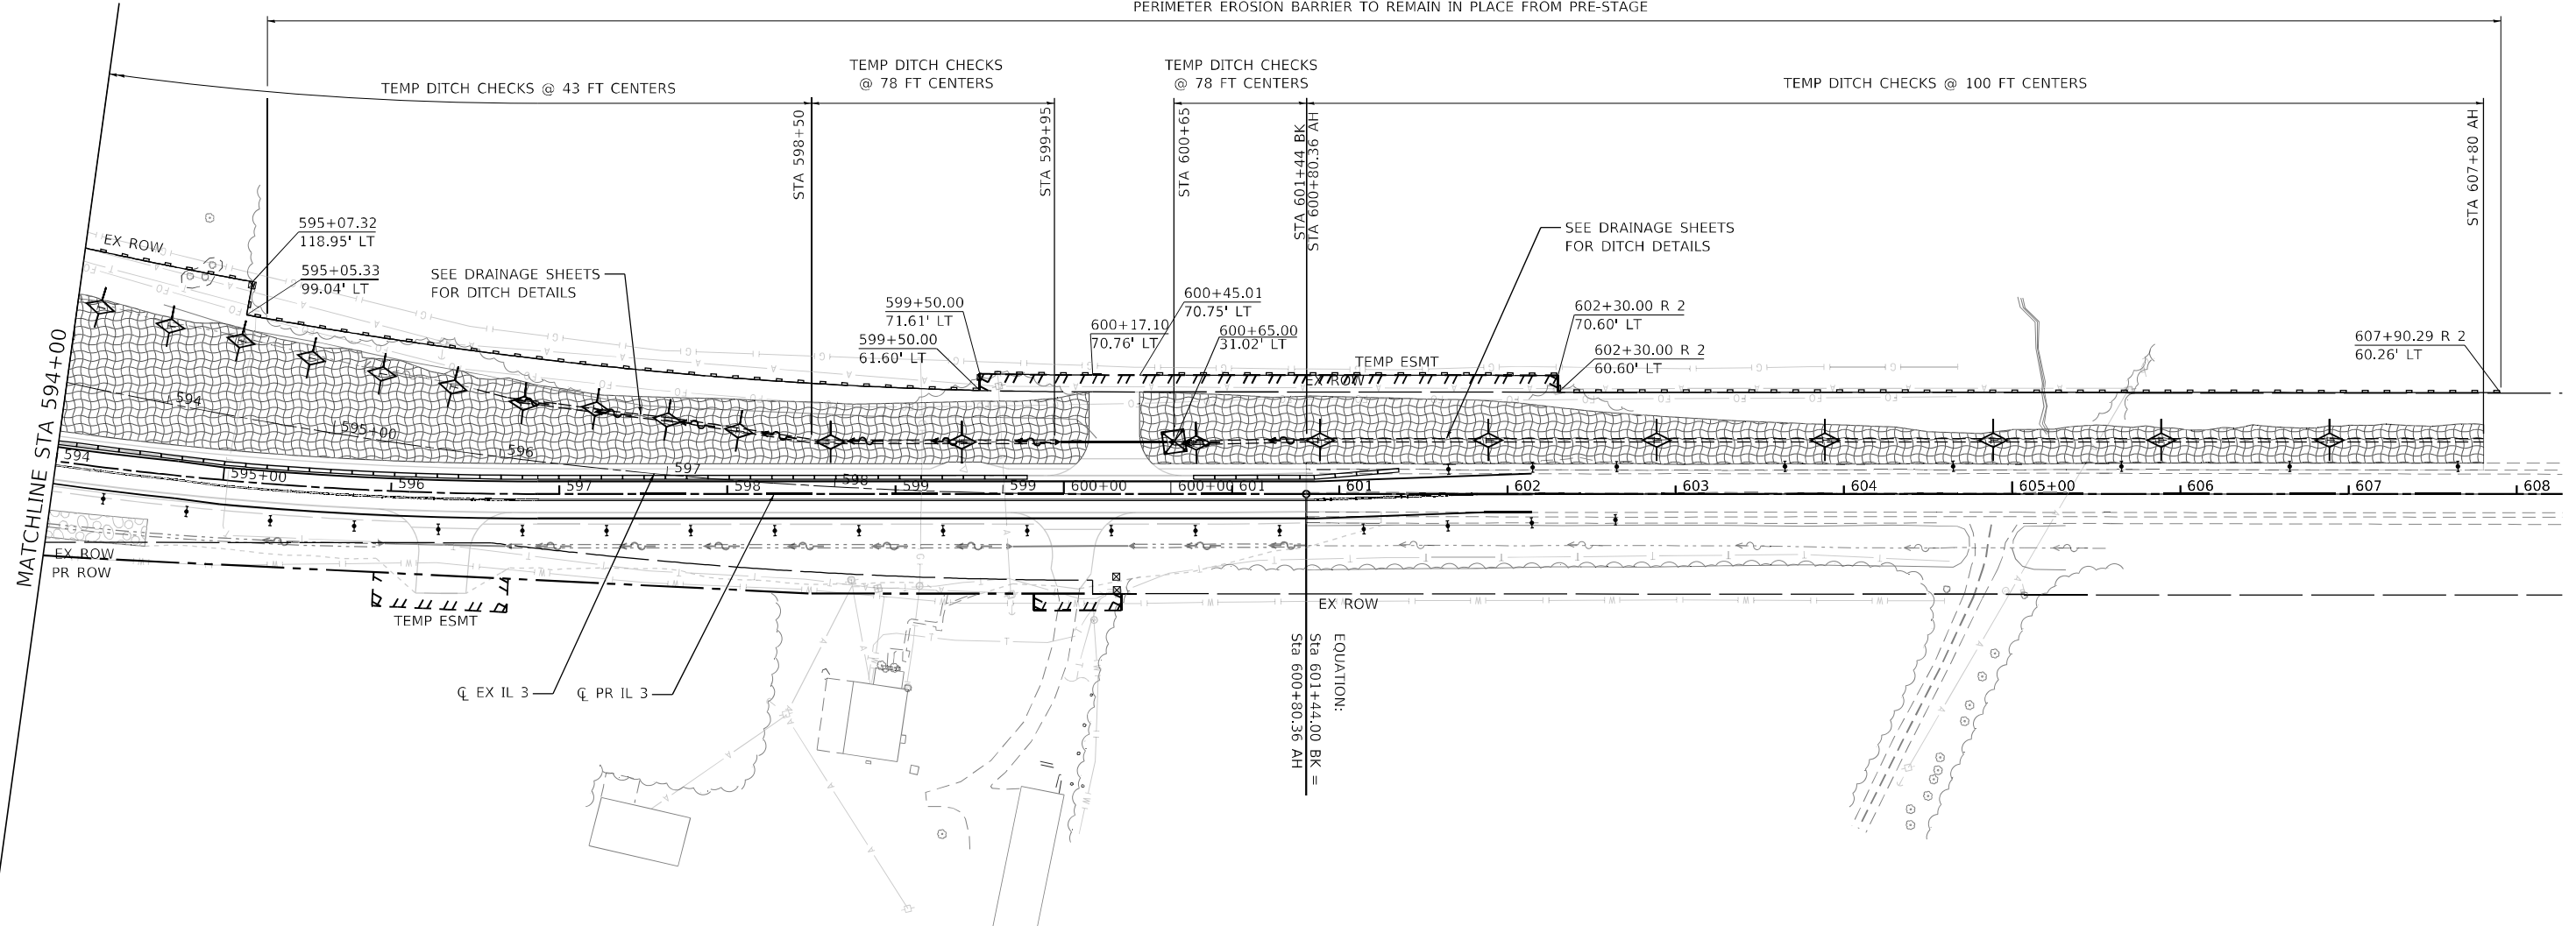 PERIMETER EROSION BARRIER TO REMAIN IN PLACE FROM PRE-STAGE
TEMP DITCH CHECKS @ 43 FT CENTERS
TEMP DITCH CHECKS
@ 78 FT CENTERS
TEMP DITCH CHECKS
@ 78 FT CENTERS
TEMP DITCH CHECKS @ 100 FT CENTERS
STA 598+50
STA 599+95
STA 600+65
STA 601+44 BK
STA 600+80.36 AH
STA 607+80 AH
595+07.32
118.95' LT
EX ROW
595+05.33
99.04' LT
SEE DRAINAGE SHEETS
FOR DITCH DETAILS
599+50.00
71.61' LT
599+50.00
61.60' LT
600+17.10
70.76' LT
600+45.01
70.75' LT
600+65.00
31.02' LT
SEE DRAINAGE SHEETS
FOR DITCH DETAILS
602+30.00 R 2
70.60' LT
602+30.00 R 2
60.60' LT
607+90.29 R 2
60.26' LT
TEMP ESMT
EX ROW
MATCHLINE STA 594+00
594
595+00
596
597
598
599
600+00
601
594
595+00
596
597
598
599
600+00
601
602
603
604
605+00
606
607
608
EX ROW
PR ROW
TEMP ESMT
EX ROW
℄ EX IL 3
℄ PR IL 3
EQUATION:
Sta 601+44.00 BK =
Sta 600+80.36 AH